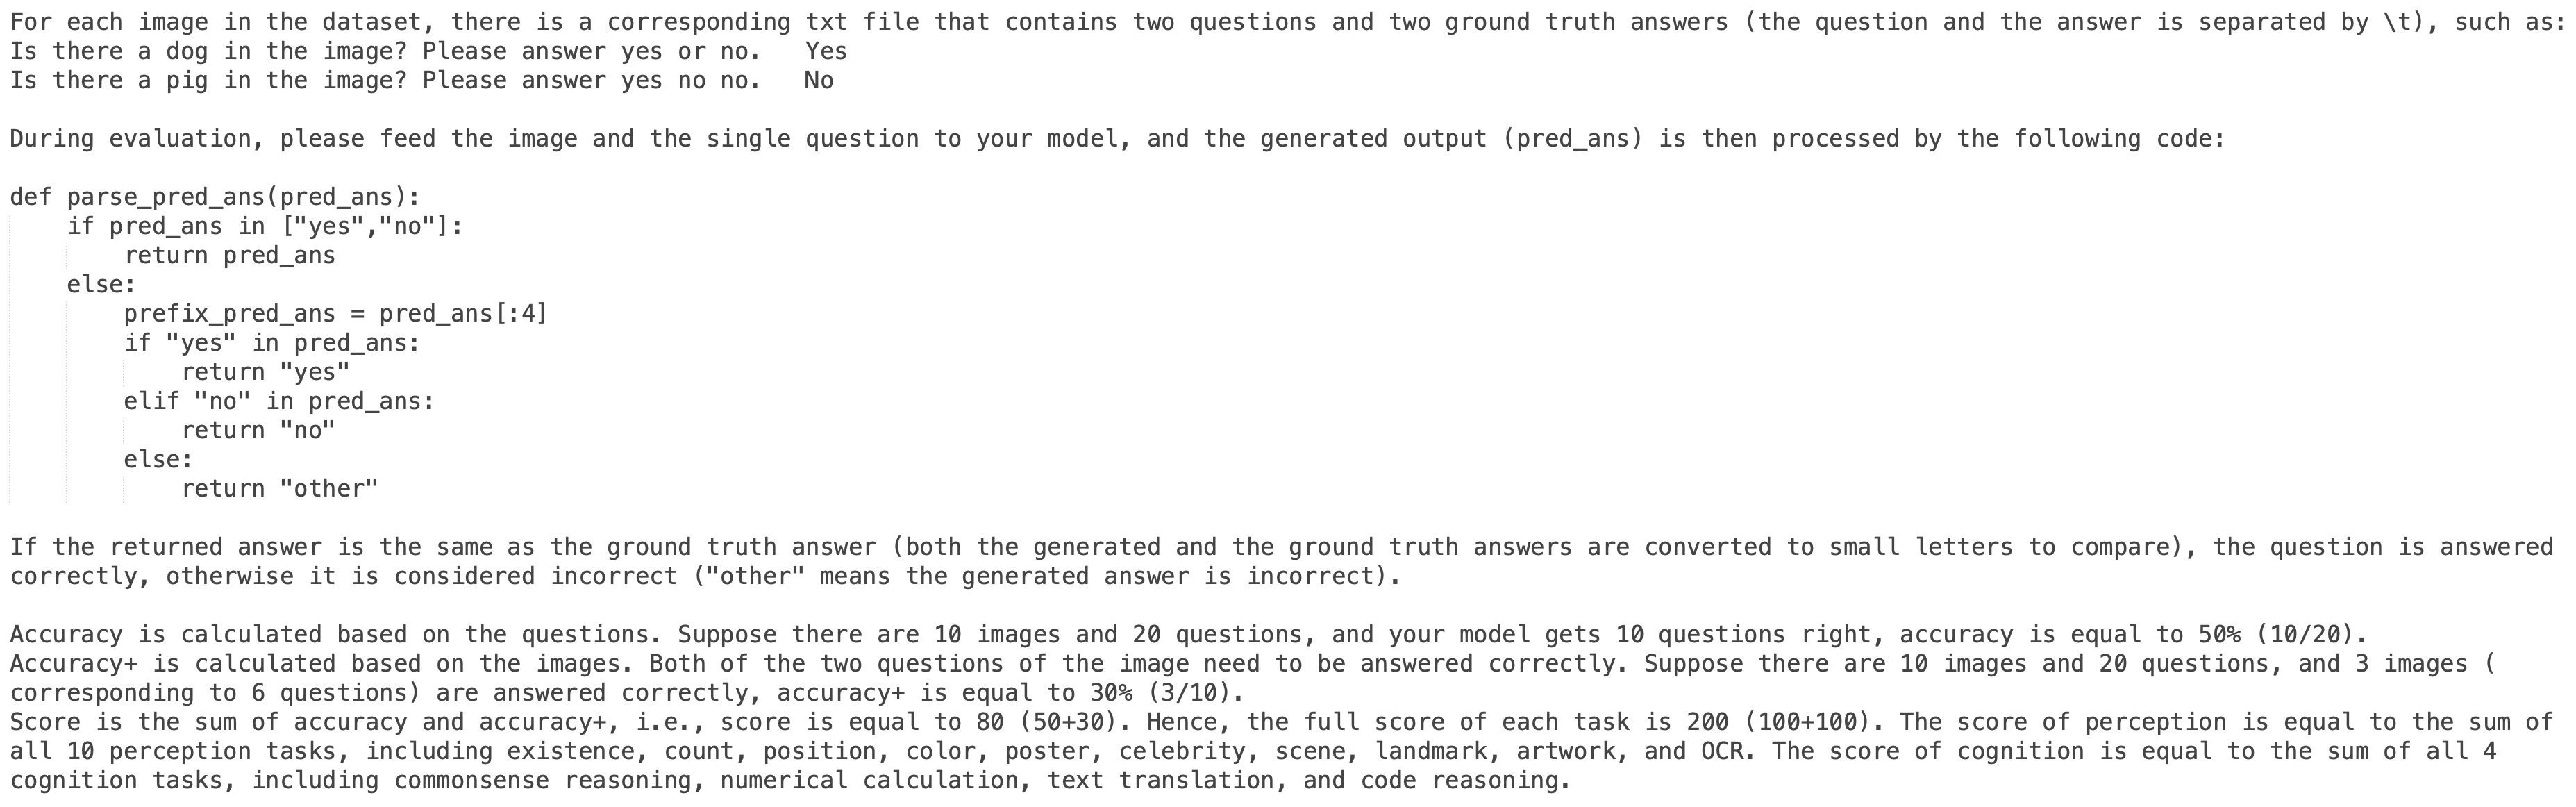 For each image in the dataset, there is a corresponding txt file that contains two questions and two ground truth answers (the question and the answer is separated by \t), such as:
Is there a dog in the image? Please answer yes or no.   Yes
Is there a pig in the image? Please answer yes no no.   No

During evaluation, please feed the image and the single question to your model, and the generated output (pred_ans) is then processed by the following code:

def parse_pred_ans(pred_ans):
    if pred_ans in ["yes","no"]:
        return pred_ans
    else:
        prefix_pred_ans = pred_ans[:4]
        if "yes" in pred_ans:
            return "yes"
        elif "no" in pred_ans:
            return "no"
        else:
            return "other"

If the returned answer is the same as the ground truth answer (both the generated and the ground truth answers are converted to small letters to compare), the question is answered
correctly, otherwise it is considered incorrect ("other" means the generated answer is incorrect).

Accuracy is calculated based on the questions. Suppose there are 10 images and 20 questions, and your model gets 10 questions right, accuracy is equal to 50% (10/20).
Accuracy+ is calculated based on the images. Both of the two questions of the image need to be answered correctly. Suppose there are 10 images and 20 questions, and 3 images (
corresponding to 6 questions) are answered correctly, accuracy+ is equal to 30% (3/10).
Score is the sum of accuracy and accuracy+, i.e., score is equal to 80 (50+30). Hence, the full score of each task is 200 (100+100). The score of perception is equal to the sum of
all 10 perception tasks, including existence, count, position, color, poster, celebrity, scene, landmark, artwork, and OCR. The score of cognition is equal to the sum of all 4
cognition tasks, including commonsense reasoning, numerical calculation, text translation, and code reasoning.